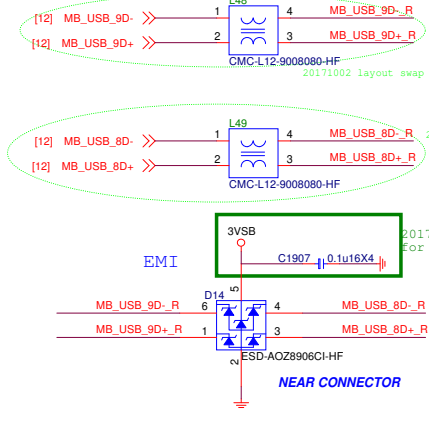 L48
[12] MB_USB_9D- 1 4 MB_USB_9D-_R
[12] MB_USB_9D+ 2 3 MB_USB_9D+_R
CMC-L12-9008080-HF
20171002 layout swap
L49
[12] MB_USB_8D- 1 4 MB_USB_8D-_R
[12] MB_USB_8D+ 2 3 MB_USB_8D+_R
CMC-L12-9008080-HF
3VSB
2017
for
C1907 0.1u16X4
EMI
5
D14
MB_USB_9D-_R 6 4 MB_USB_8D-_R
MB_USB_9D+_R 1 3 MB_USB_8D+_R
2
ESD-AOZ8906CI-HF
NEAR CONNECTOR